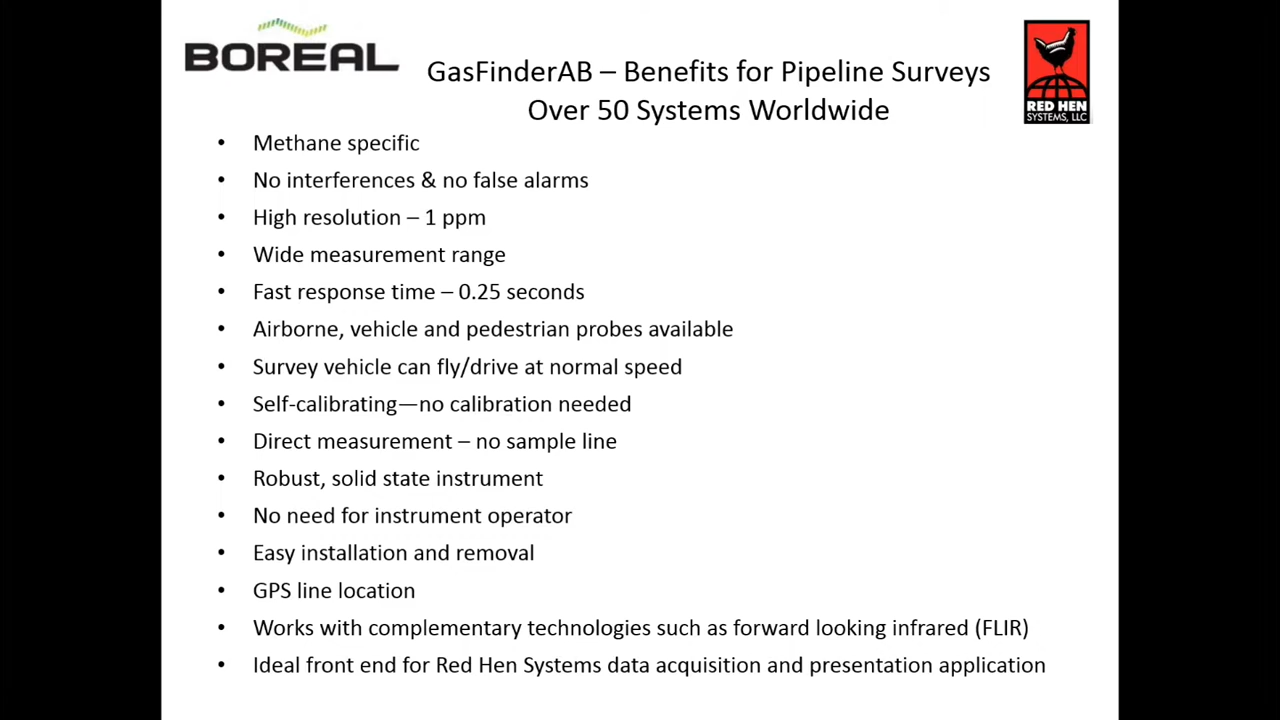 BOREAL
GasFinderAB – Benefits for Pipeline Surveys
Over 50 Systems Worldwide
RED HEN
SYSTEMS, LLC
• Methane specific
• No interferences & no false alarms
• High resolution – 1 ppm
• Wide measurement range
• Fast response time – 0.25 seconds
• Airborne, vehicle and pedestrian probes available
• Survey vehicle can fly/drive at normal speed
• Self-calibrating—no calibration needed
• Direct measurement – no sample line
• Robust, solid state instrument
• No need for instrument operator
• Easy installation and removal
• GPS line location
• Works with complementary technologies such as forward looking infrared (FLIR)
• Ideal front end for Red Hen Systems data acquisition and presentation application